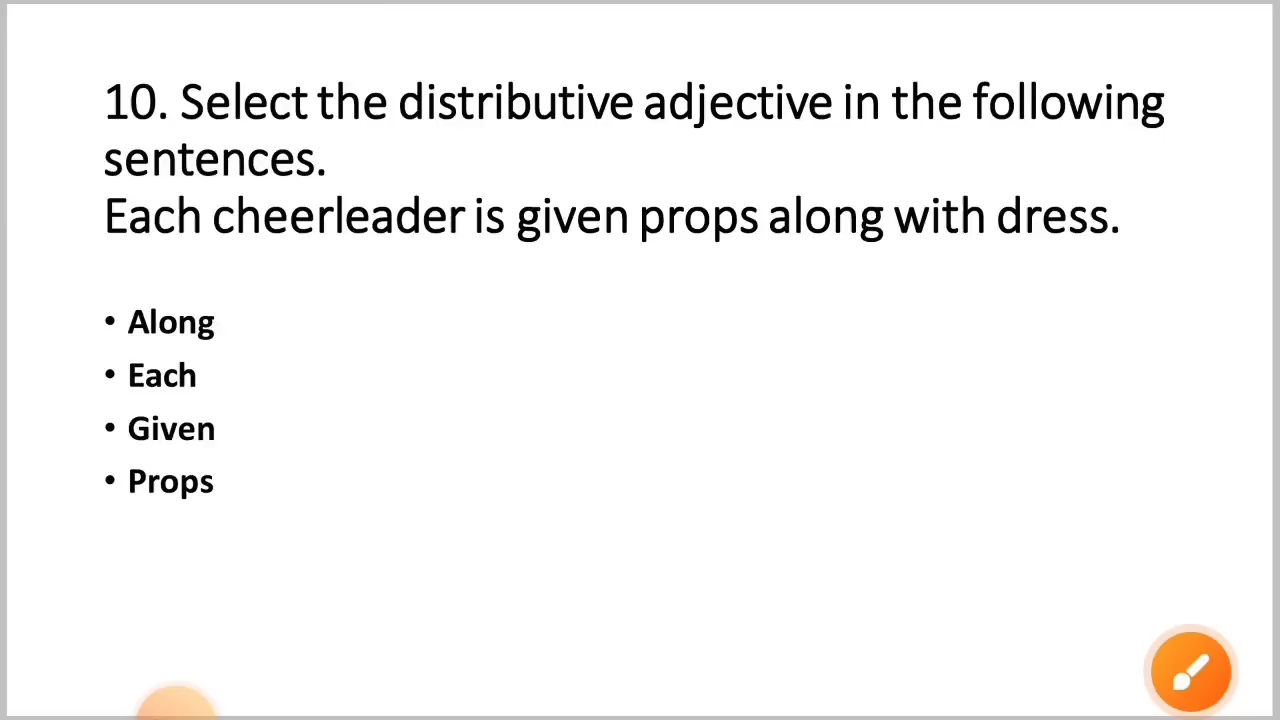 10. Select the distributive adjective in the following
sentences.
Each cheerleader is given props along with dress.
• Along
• Each
• Given
• Props